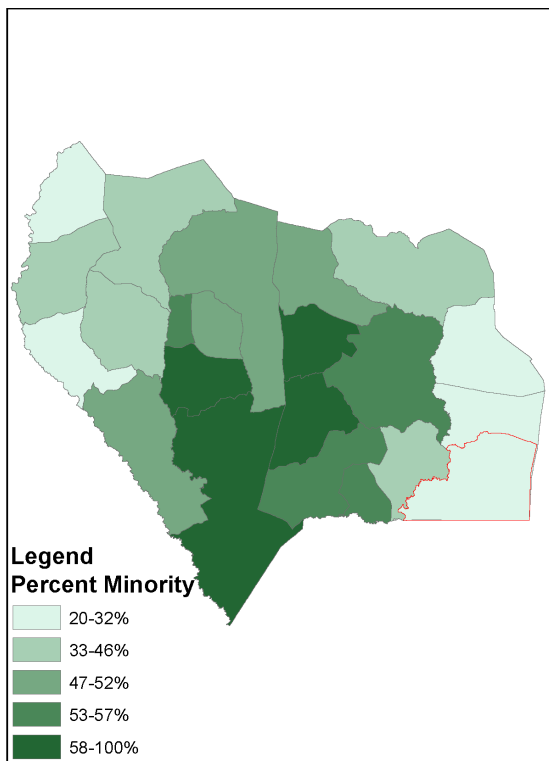 Legend
Percent Minority
20-32%
33-46%
47-52%
53-57%
58-100%